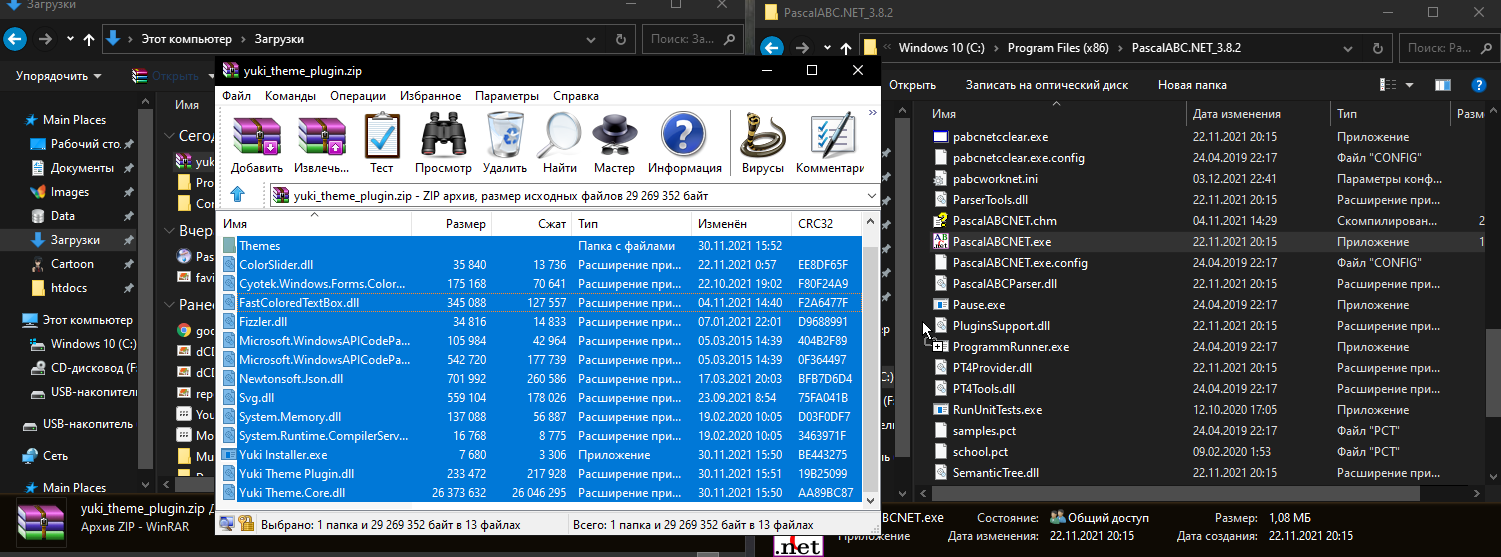 Загрузки
Этот компьютер
Загрузки
Поиск: За...
Упорядочить
Открыть
Main Places
Рабочий сто.
Документы
Images
Data
Загрузки
Cartoon
htdocs
Этот компьютер
Windows 10 (C:)
CD-дисковод (F:
USB-накопитель
USB-накопитель
Сеть
Main Places
Имя
yuki_theme_plugin.zip
Архив ZIP - WinRAR
yuki_theme_plugin.zip
Файл Команды Операции Избранное Параметры Справка
Добавить Извлечь... Тест Просмотр Удалить Найти Мастер Информация Вирусы Комментари
yuki_theme_plugin.zip - ZIP архив, размер исходных файлов 29 269 352 байт
Имя Размер Сжат Тип Изменён CRC32
Themes Папка с файлами 30.11.2021 15:52
ColorSlider.dll 35 840 13 736 Расширение при... 22.11.2021 0:57 EE8DF65F
Cyotek.Windows.Forms.Color... 175 168 70 641 Расширение при... 22.10.2021 19:02 F80F24A9
FastColoredTextBox.dll 345 088 127 557 Расширение при... 04.11.2021 14:40 F2A6477F
Fizzler.dll 34 816 14 833 Расширение при... 07.01.2021 22:01 D9688991
Microsoft.WindowsAPICodePa... 105 984 42 964 Расширение при... 05.03.2015 14:39 404B2F89
Microsoft.WindowsAPICodePa... 542 720 177 739 Расширение при... 05.03.2015 14:39 0F364497
Newtonsoft.Json.dll 701 992 260 586 Расширение при... 17.03.2021 20:03 BFB7D6D4
Svg.dll 559 104 178 026 Расширение при... 23.09.2021 8:54 75FA041B
System.Memory.dll 137 088 56 887 Расширение при... 19.02.2020 10:05 D03F0DF7
System.Runtime.CompilerServ... 16 768 8 775 Расширение при... 19.02.2020 10:05 3463971F
Yuki Installer.exe 7 680 3 306 Приложение 30.11.2021 15:50 BE443275
Yuki Theme Plugin.dll 233 472 217 928 Расширение при... 30.11.2021 15:51 19B25099
Yuki Theme.Core.dll 26 373 632 26 046 295 Расширение при... 30.11.2021 15:50 AA89BC87
Выбрано: 1 папка и 29 269 352 байт в 13 файлах
Всего: 1 папка и 29 269 352 байт в 13 файлах
PascalABC.NET_3.8.2
Windows 10 (C:) Program Files (x86) PascalABC.NET_3.8.2
Поиск: Pa...
Открыть Записать на оптический диск Новая папка
Имя Дата изменения Тип Разм
pabcnetcclear.exe 22.11.2021 20:15 Приложение
pabcnetcclear.exe.config 24.04.2019 22:17 Файл "CONFIG"
pabcworknet.ini 03.12.2021 22:41 Параметры конф...
ParserTools.dll 22.11.2021 20:15 Расширение при...
PascalABCNET.chm 04.11.2021 14:29 Скомпилирован... 2
PascalABCNET.exe 22.11.2021 20:15 Приложение 1
PascalABCNET.exe.config 24.04.2019 22:17 Файл "CONFIG"
PascalABCParser.dll 22.11.2021 20:15 Расширение при...
Pause.exe 24.04.2019 22:17 Приложение
PluginsSupport.dll 22.11.2021 20:15 Расширение при...
ProgrammRunner.exe 24.04.2019 22:17 Приложение
PT4Provider.dll 22.11.2021 20:15 Расширение при...
PT4Tools.dll 24.04.2019 22:17 Расширение при...
RunUnitTests.exe 12.10.2020 17:05 Приложение
samples.pct 24.04.2019 22:17 Файл "PCT"
school.pct 09.02.2020 1:53 Файл "PCT"
SemanticTree.dll 22.11.2021 20:15 Расширение при...
BCNET.exe Состояние: Общий доступ Размер: 1,08 МБ
Приложение Дата изменения: 22.11.2021 20:15 Дата создания: 22.11.2021 20:15
.net